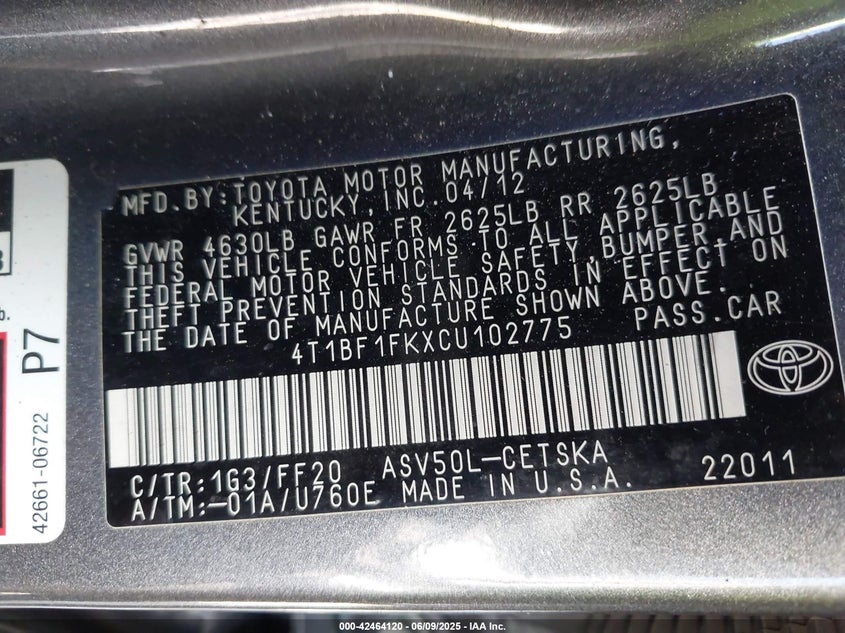 MFD.BY:TOYOTA MOTOR MANUFACTURING,
KENTUCKY,INC.04/12
GVWR 4630LB GAWR FR 2625LB RR 2625LB
THIS VEHICLE CONFORMS TO ALL APPLICABLE
FEDERAL MOTOR VEHICLE SAFETY,BUMPER,AND
THEFT PREVENTION STANDARDS IN EFFECT ON
THE DATE OF MANUFACTURE SHOWN ABOVE.
4T1BF1FKXCU102775 PASS.CAR
C/TR:1G3/FF20 ASV50L-CETSKA 22011
A/TM:-01A/U760E MADE IN U.S.A.
b.
P7
42661-06722
000-42464120 | 06/09/2025 | IAA Inc.